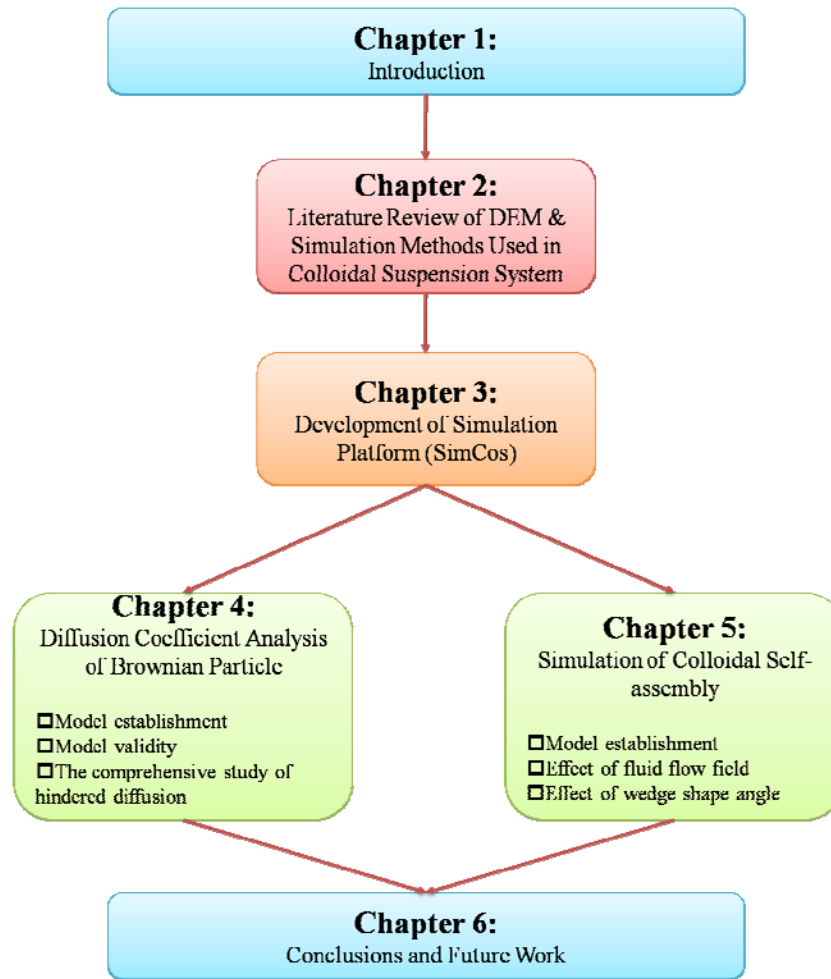 Chapter 1:
Introduction
Chapter 2:
Literature Review of DEM &
Simulation Methods Used in
Colloidal Suspension System
Chapter 3:
Development of Simulation
Platform (SimCos)
Chapter 4:
Diffusion Coefficient Analysis
of Brownian Particle
☐Model establishment
☐Model validity
☐The comprehensive study of
hindered diffusion
Chapter 5:
Simulation of Colloidal Self-
assembly
☐Model establishment
☐Effect of fluid flow field
☐Effect of wedge shape angle
Chapter 6:
Conclusions and Future Work